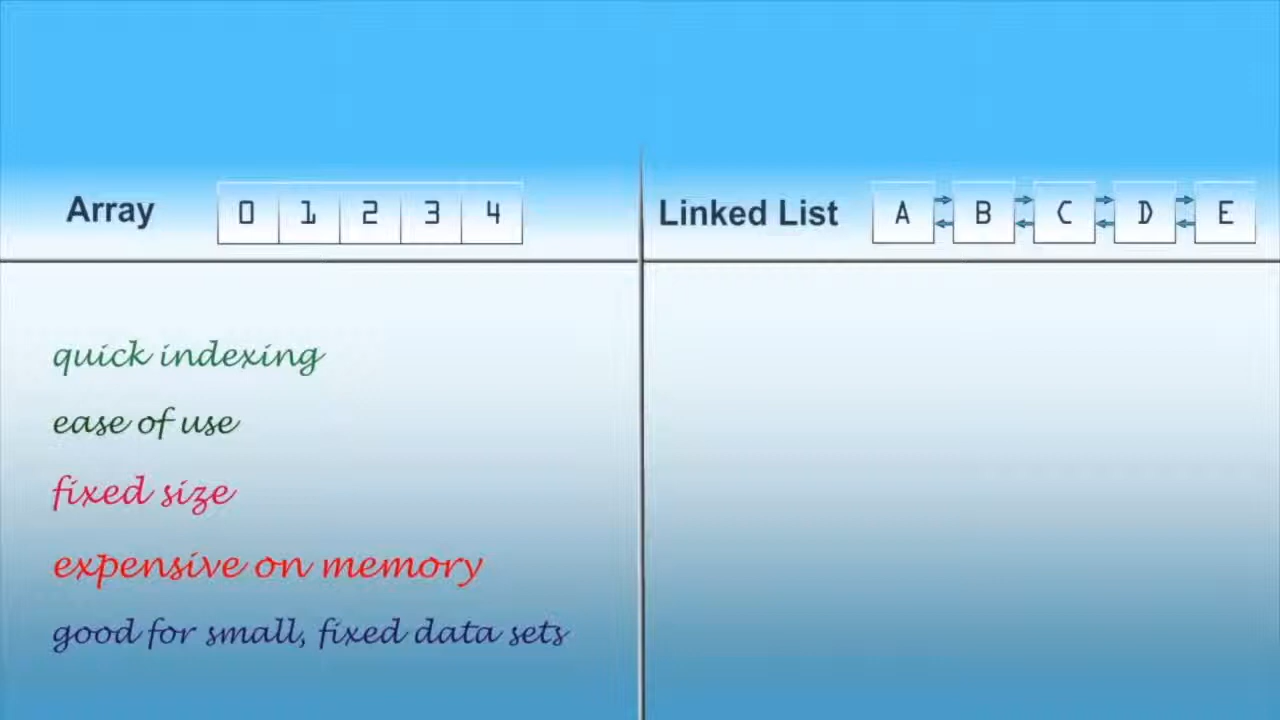 Array 0 1 2 3 4
Linked List A B C D E
quick indexing
ease of use
fixed size
expensive on memory
good for small, fixed data sets